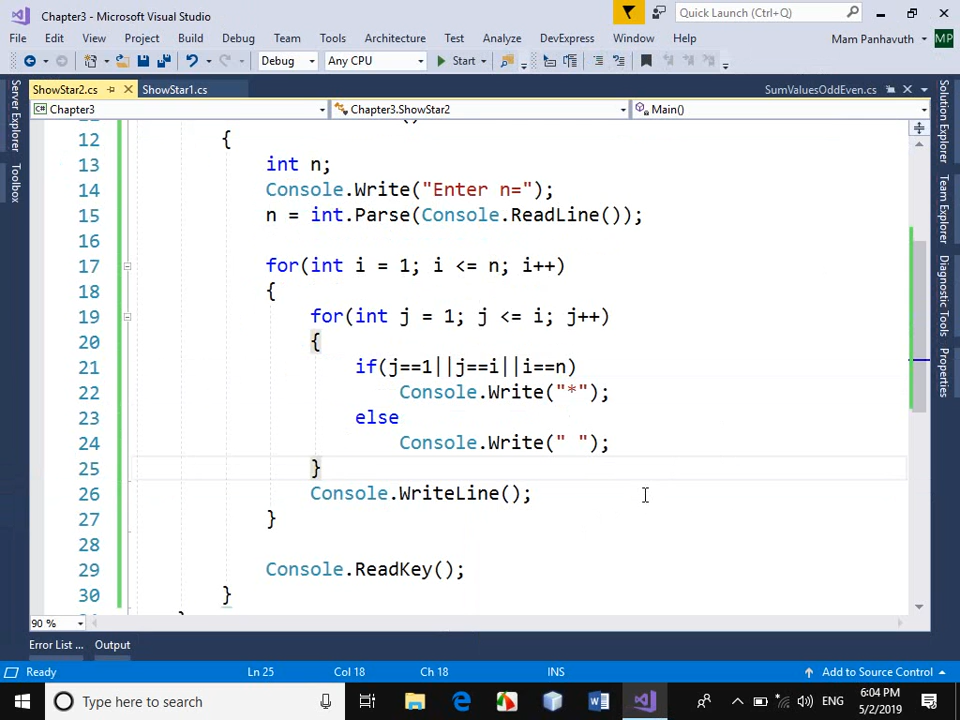 Chapter3 - Microsoft Visual Studio
Quick Launch (Ctrl+Q)
File Edit View Project Build Debug Team Tools Architecture Test Analyze DevExpress Window Help
Mam Panhavuth MP
Debug Any CPU Start
ShowStar2.cs ShowStar1.cs SumValuesOddEven.cs
Chapter3 Chapter3.ShowStar2 Main()
Server Explorer
Toolbox
Solution Explorer
Team Explorer
Diagnostic Tools
Properties
12 {
13 int n;
14 Console.Write("Enter n=");
15 n = int.Parse(Console.ReadLine());
16
17 for(int i = 1; i <= n; i++)
18 {
19 for(int j = 1; j <= i; j++)
20 {
21 if(j==1||j==i||i==n)
22 Console.Write("*");
23 else
24 Console.Write(" ");
25 }
26 Console.WriteLine();
27 }
28
29 Console.ReadKey();
30 }
90 %
Error List ... Output
Ready Ln 25 Col 18 Ch 18 INS Add to Source Control
Type here to search
ENG
6:04 PM
5/2/2019